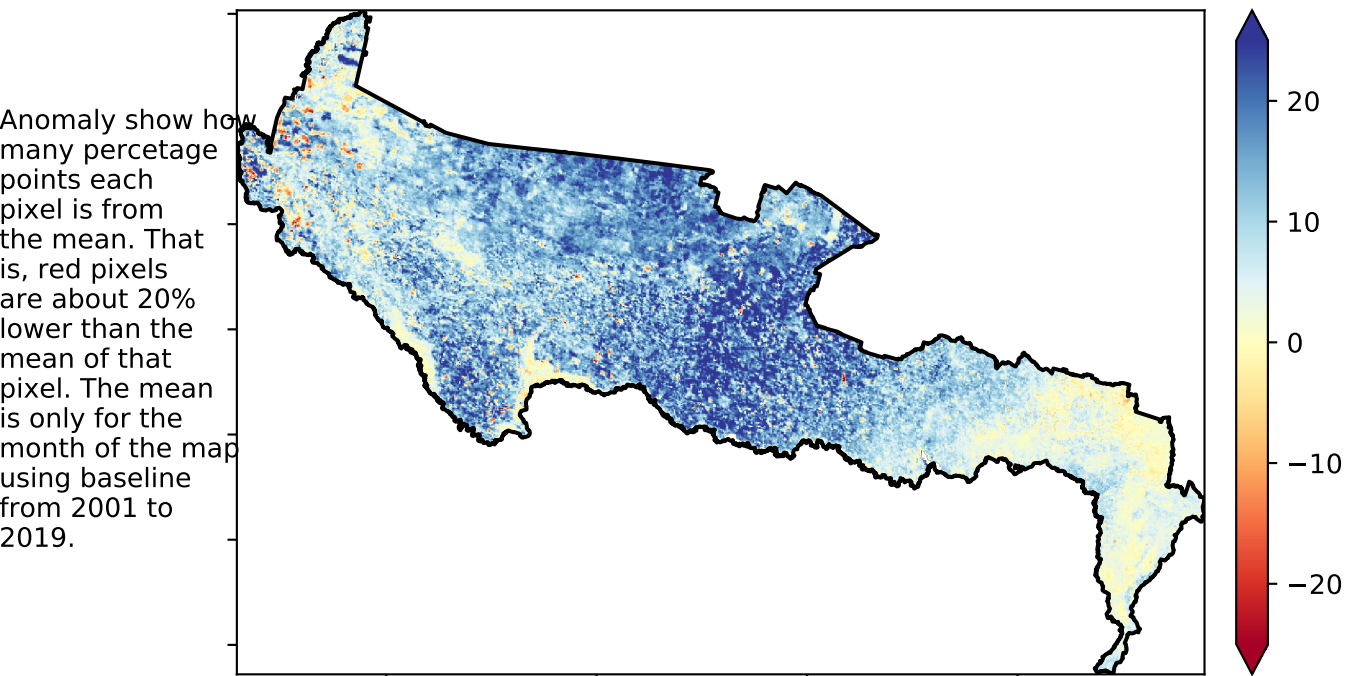 Anomaly show how
many percetage
points each
pixel is from
the mean. That
is, red pixels
are about 20%
lower than the
mean of that
pixel. The mean
is only for the
month of the map
using baseline
from 2001 to
2019.
20
10
0
−10
−20